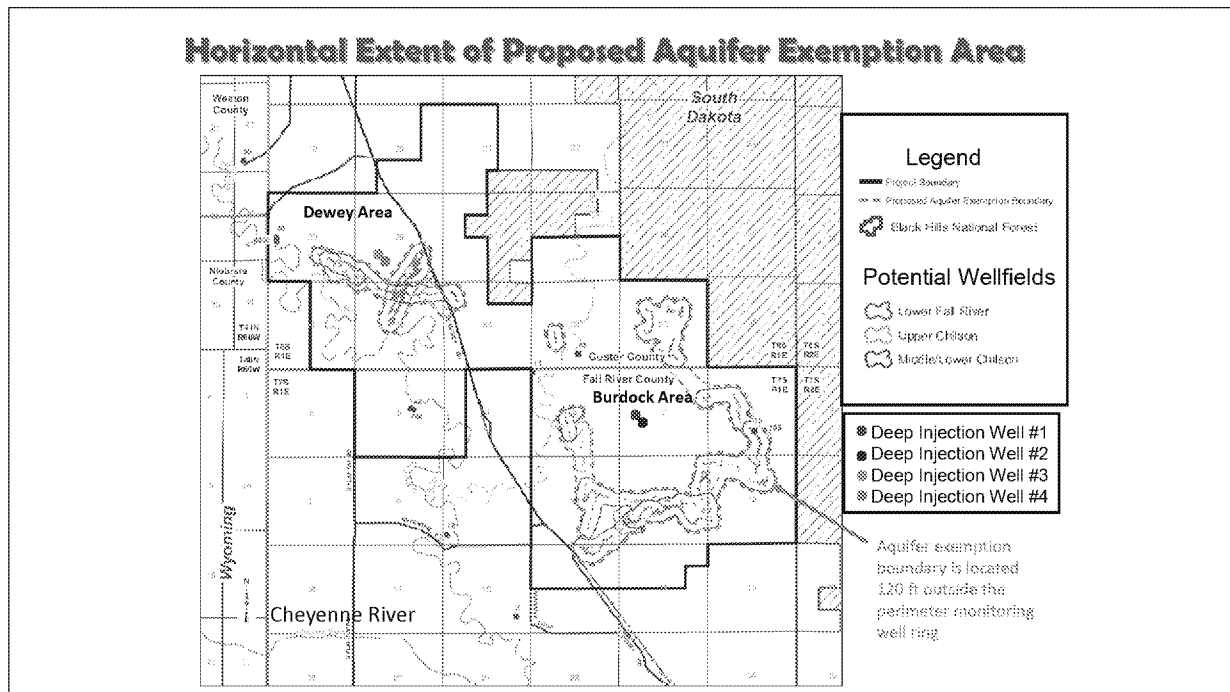 Horizontal Extent of Proposed Aquifer Exemption Area
Weston
County
South
Dakota
Dewey Area
Niobrara
County
T41N
R60W
T40N
R60W
T6S
R1E
T7S
R1E
Custer County
Fall River County
Burdock Area
T6S
R1E
T6S
R2E
T7S
R1E
T7S
R2E
Wyoming
N
Cheyenne River
Legend
Project Boundary
Proposed Aquifer Exemption Boundary
Black Hills National Forest
Potential Wellfields
Lower Fall River
Upper Chilson
Middle/Lower Chilson
Deep Injection Well #1
Deep Injection Well #2
Deep Injection Well #3
Deep Injection Well #4
Aquifer exemption
boundary is located
120 ft outside the
perimeter monitoring
well ring